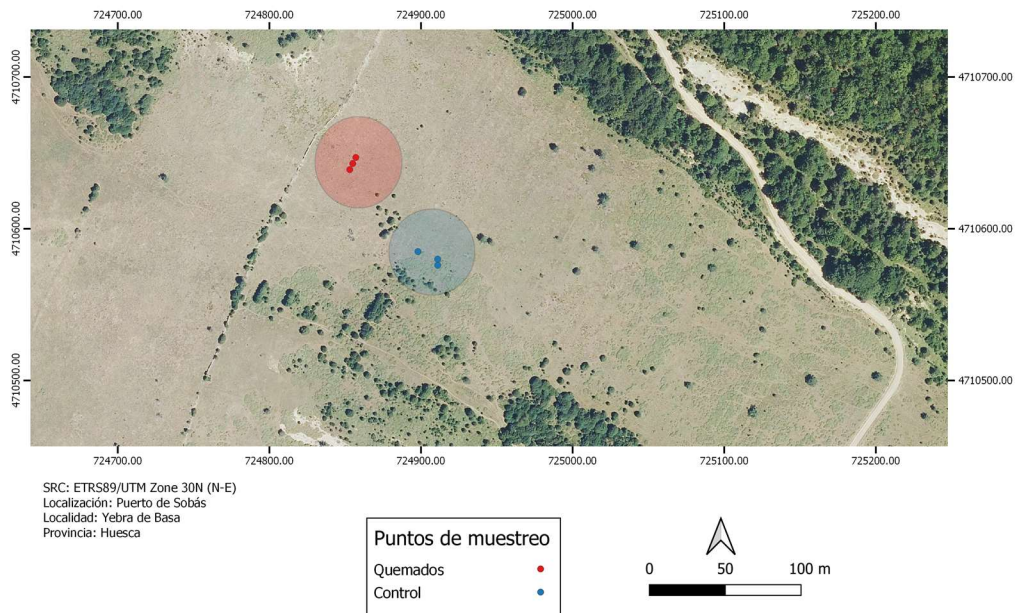 724700.00 724800.00 724900.00 725000.00 725100.00 725200.00
4710700.00 4710700.00
4710600.00 4710600.00
4710500.00 4710500.00
724700.00 724800.00 724900.00 725000.00 725100.00 725200.00
SRC: ETRS89/UTM Zone 30N (N-E)
Localización: Puerto de Sobás
Localidad: Yebra de Basa
Provincia: Huesca
Puntos de muestreo
Quemados
Control
0 50 100 m